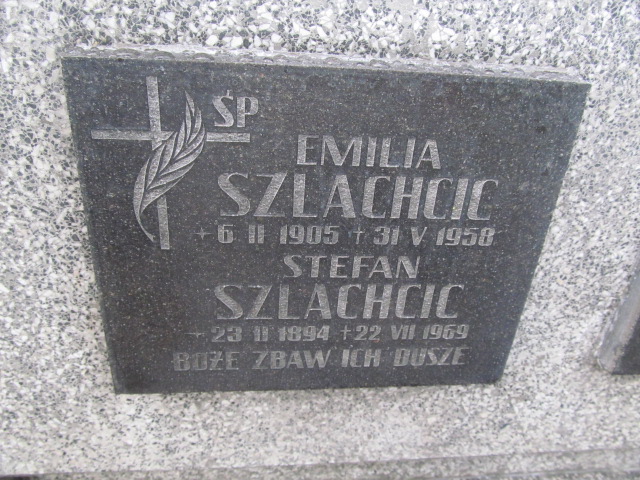 ŚP
EMILIA
SZLACHCIC
+ 6 II 1905 + 31 V 1958
STEFAN
SZLACHCIC
+ 23 II 1894 + 22 VII 1969
BOŻE ZBAW ICH DUSZE